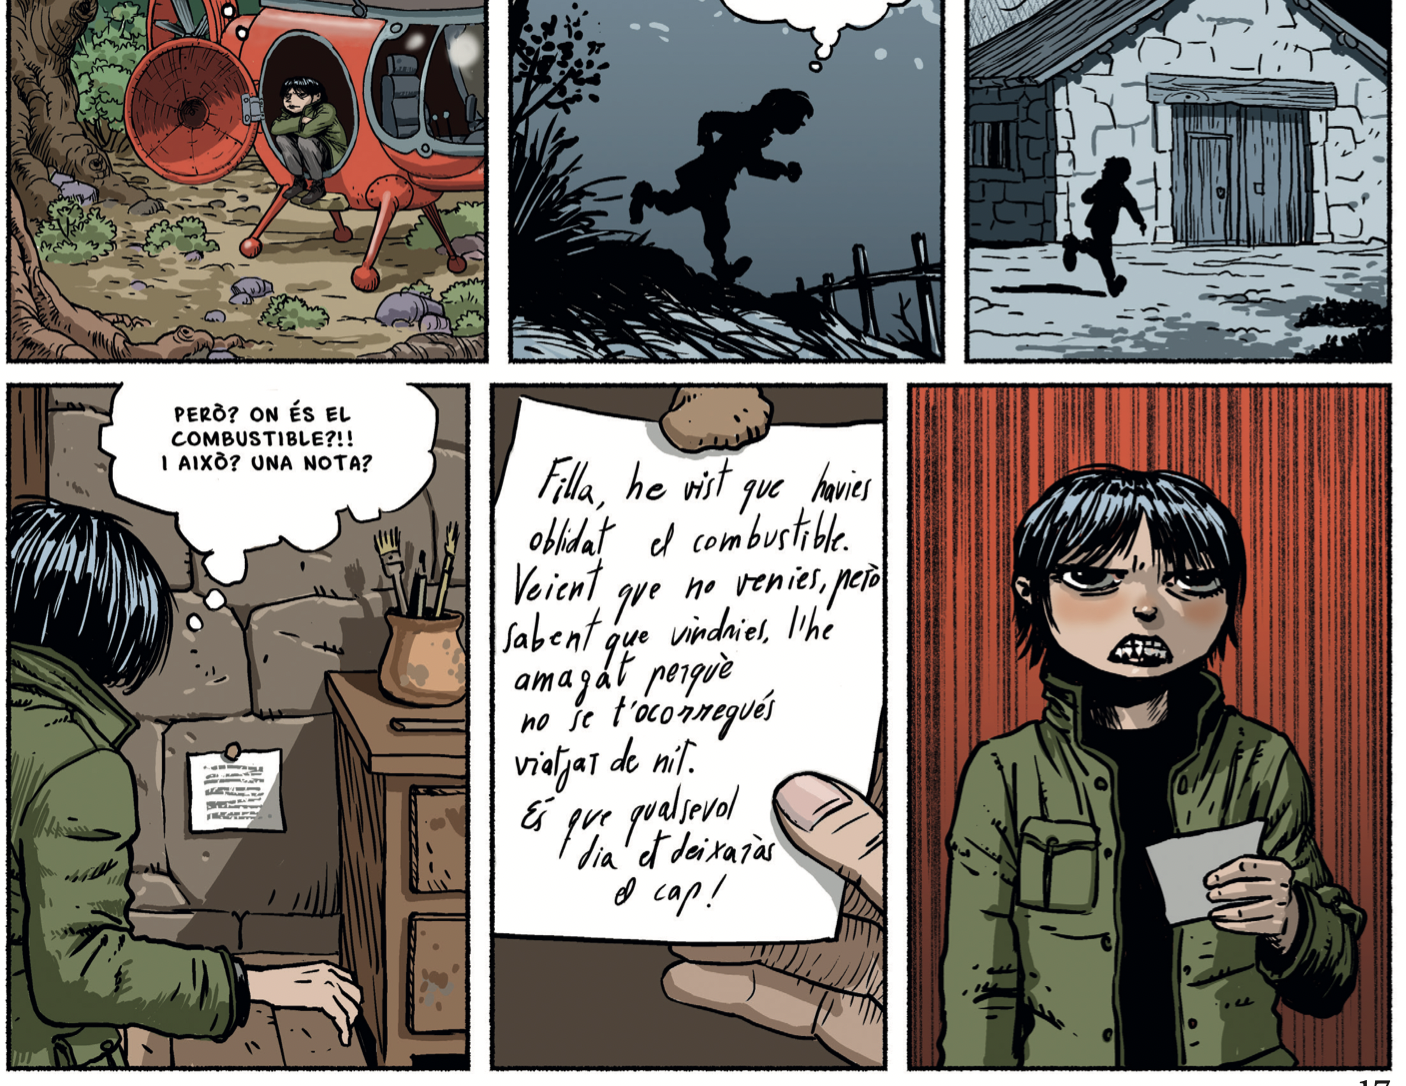 PERÒ? ON ÉS EL
COMBUSTIBLE?!!
I AIXÒ? UNA NOTA?
Filla, he vist que havies
oblidat el combustible.
Veient que no venies, però
sabent que vindries, l'he
amagat perquè
no se t'ocorregués
viatjar de nit.
És que qualsevol
dia et deixaràs
el cap!
17